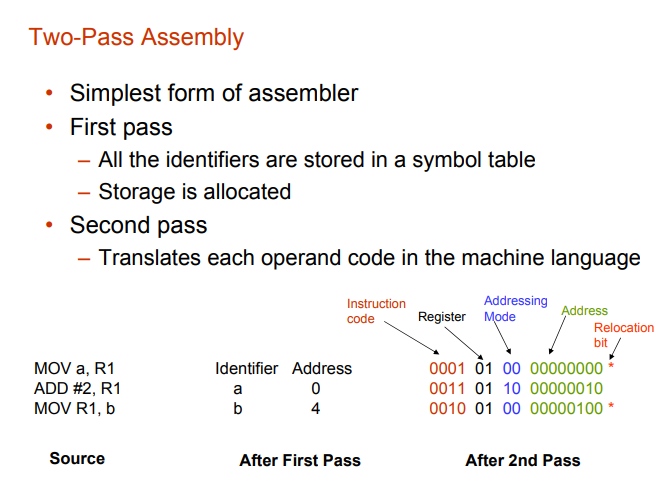 Two-Pass Assembly
• Simplest form of assembler
• First pass
– All the identifiers are stored in a symbol table
– Storage is allocated
• Second pass
– Translates each operand code in the machine language
Instruction code
Register
Addressing Mode
Address
Relocation bit
MOV a, R1 Identifier Address 0001 01 00 00000000 *
ADD #2, R1 a 0 0011 01 10 00000010
MOV R1, b b 4 0010 01 00 00000100 *
Source After First Pass After 2nd Pass